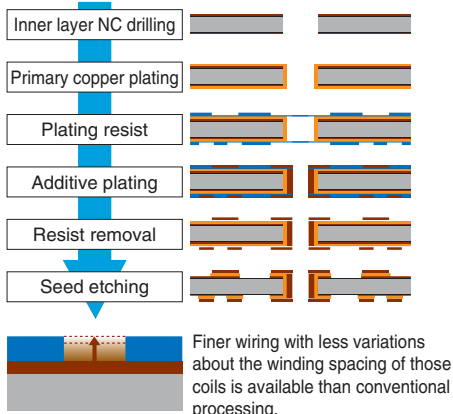 Inner layer NC drilling
Primary copper plating
Plating resist
Additive plating
Resist removal
Seed etching
Finer wiring with less variations
about the winding spacing of those
coils is available than conventional
processing.